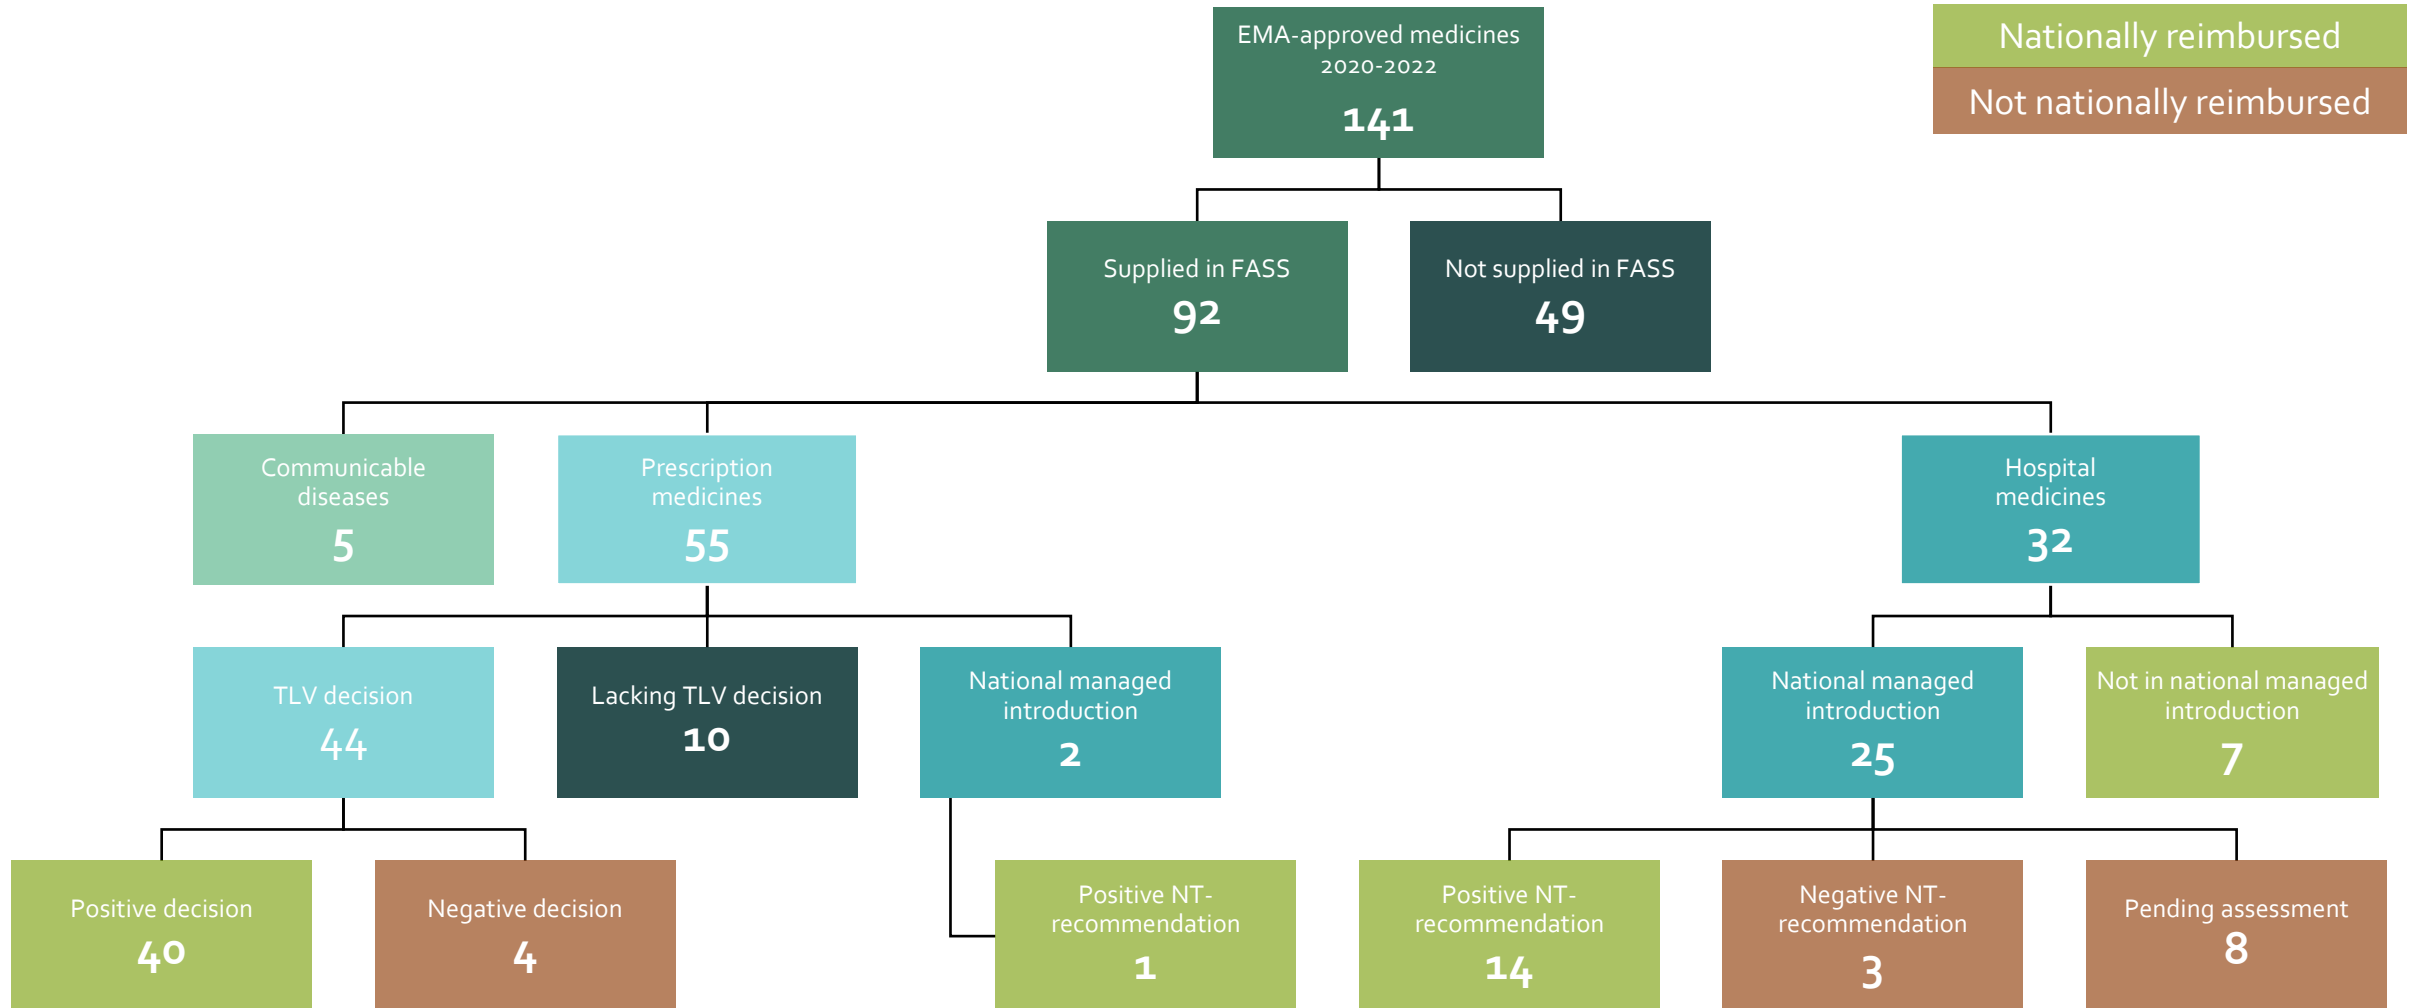 EMA-approved medicines
2020-2022
141
Nationally reimbursed
Not nationally reimbursed
Supplied in FASS
92
Not supplied in FASS
49
Communicable
diseases
5
Prescription
medicines
55
Hospital
medicines
32
TLV decision
44
Lacking TLV decision
10
National managed
introduction
2
National managed
introduction
25
Not in national managed
introduction
7
Positive decision
40
Negative decision
4
Positive NT-
recommendation
1
Positive NT-
recommendation
14
Negative NT-
recommendation
3
Pending assessment
8